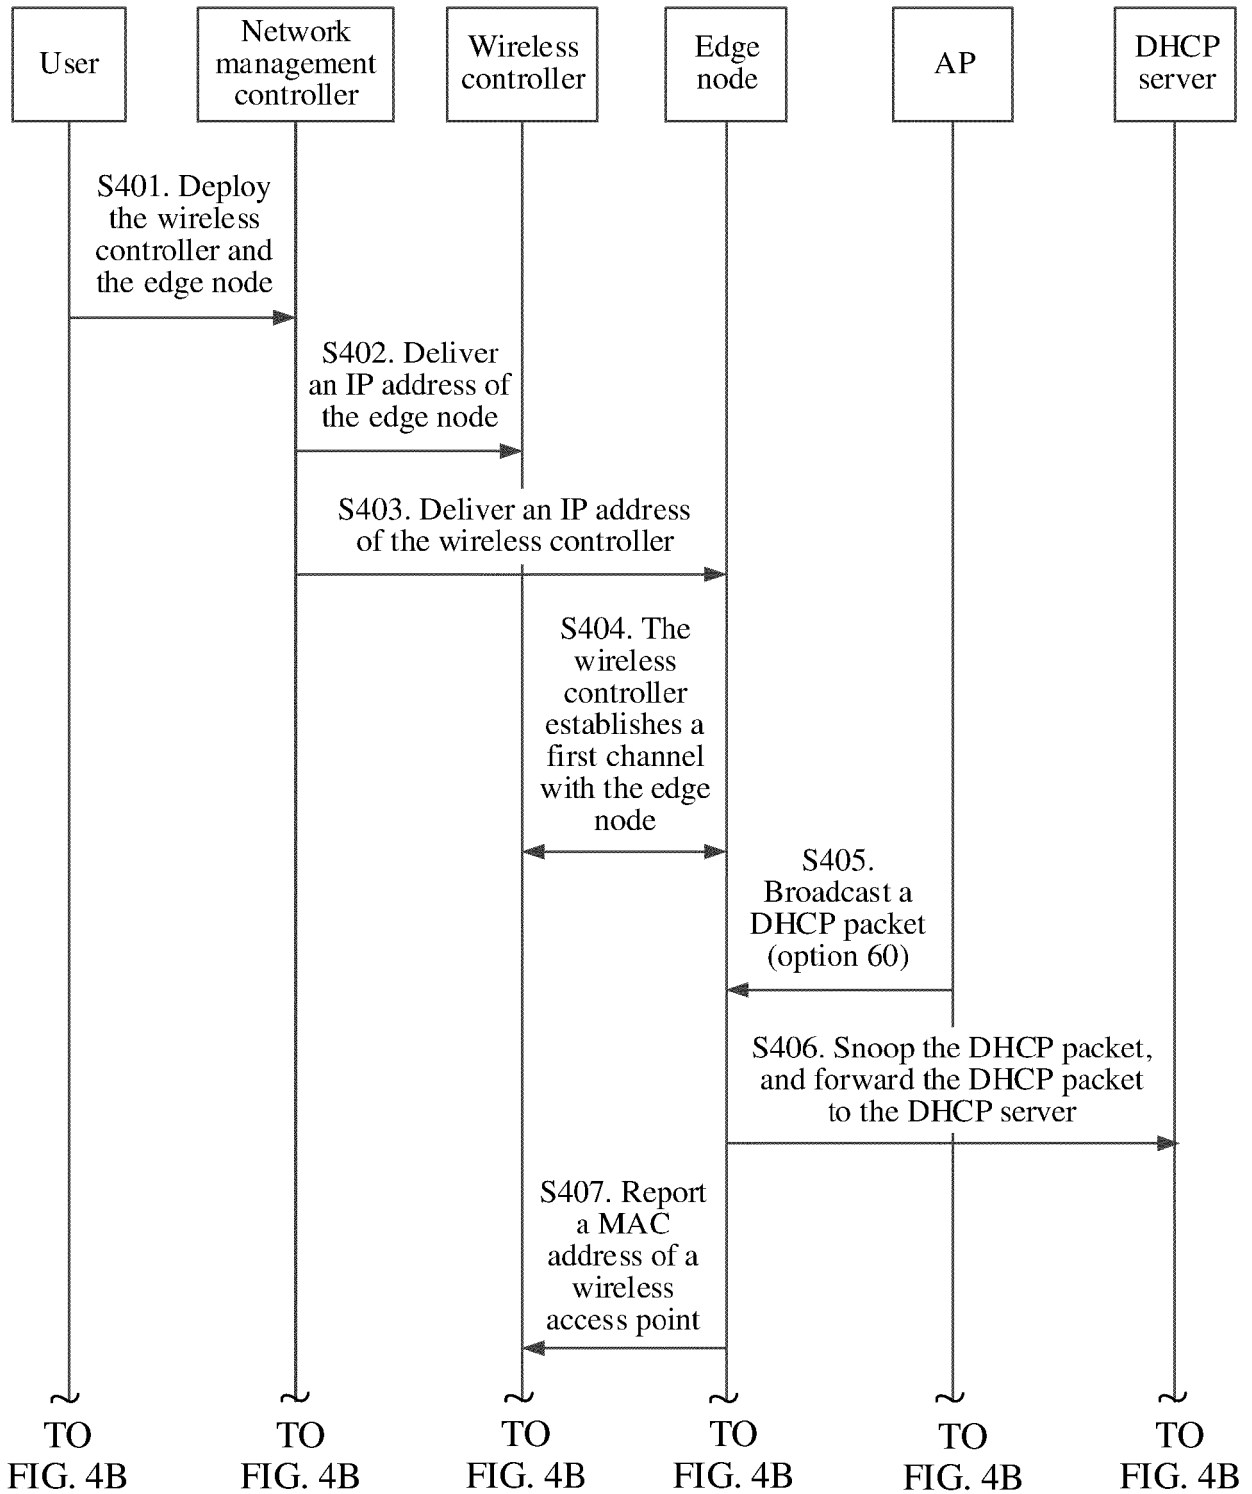 User
Network
management
controller
Wireless
controller
Edge
node
AP
DHCP
server
S401. Deploy
the wireless
controller and
the edge node
S402. Deliver
an IP address of
the edge node
S403. Deliver an IP address
of the wireless controller
S404. The
wireless
controller
establishes a
first channel
with the edge
node
S405.
Broadcast a
DHCP packet
(option 60)
S406. Snoop the DHCP packet,
and forward the DHCP packet
to the DHCP server
S407. Report
a MAC
address of a
wireless
access point
TO
FIG. 4B
TO
FIG. 4B
TO
FIG. 4B
TO
FIG. 4B
TO
FIG. 4B
TO
FIG. 4B